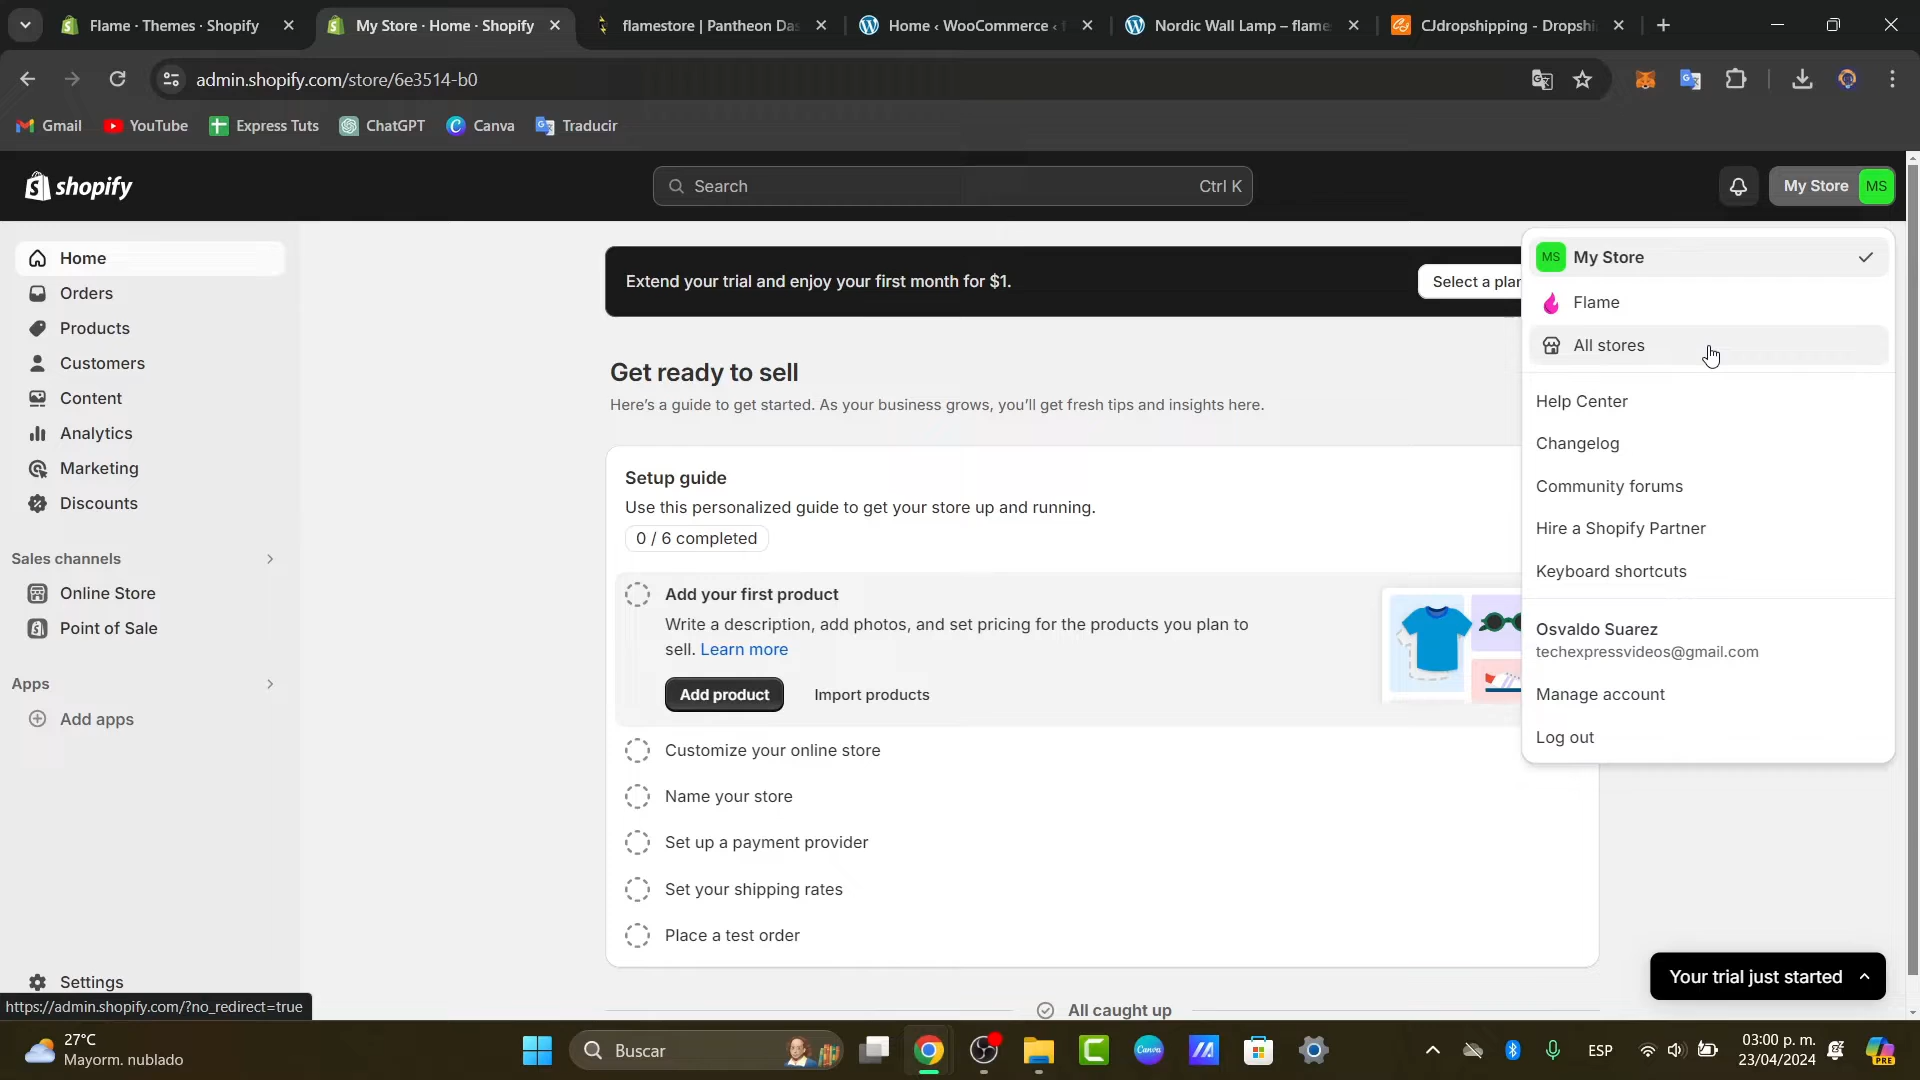 Flame · Themes · Shopify
My Store · Home · Shopify
flamestore | Pantheon Da
Home ‹ WooCommerce ‹
Nordic Wall Lamp – flame
CJdropshipping - Dropshi
admin.shopify.com/store/6e3514-b0
Gmail
YouTube
Express Tuts
ChatGPT
Canva
Traducir
shopify
Search
Ctrl K
My Store
MS
Home
Orders
Products
Customers
Content
Analytics
Marketing
Discounts
Sales channels
Online Store
Point of Sale
Apps
Add apps
Settings
https://admin.shopify.com/?no_redirect=true
Extend your trial and enjoy your first month for $1.
Select a plan
Get ready to sell
Here's a guide to get started. As your business grows, you'll get fresh tips and insights here.
Setup guide
Use this personalized guide to get your store up and running.
0 / 6 completed
Add your first product
Write a description, add photos, and set pricing for the products you plan to
sell. Learn more
Add product
Import products
Customize your online store
Name your store
Set up a payment provider
Set your shipping rates
Place a test order
All caught up
MS
My Store
Flame
All stores
Help Center
Changelog
Community forums
Hire a Shopify Partner
Keyboard shortcuts
Osvaldo Suarez
techexpressvideos@gmail.com
Manage account
Log out
Your trial just started
27°C
Mayorm. nublado
Buscar
Canva
ESP
03:00 p. m.
23/04/2024
PRE